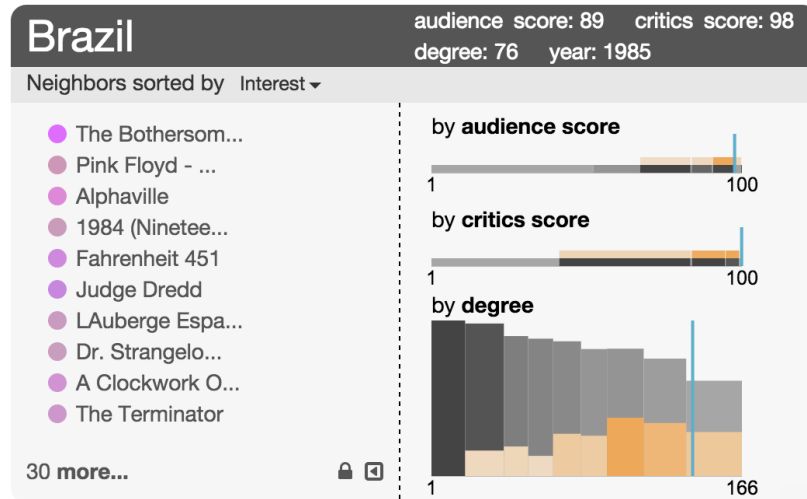 Brazil
audience score: 89 critics score: 98
degree: 76 year: 1985
Neighbors sorted by Interest
The Bothersom...
Pink Floyd - ...
Alphaville
1984 (Ninetee...
Fahrenheit 451
Judge Dredd
LAuberge Espa...
Dr. Strangelo...
A Clockwork O...
The Terminator
30 more...
by audience score
1 100
by critics score
1 100
by degree
1 166